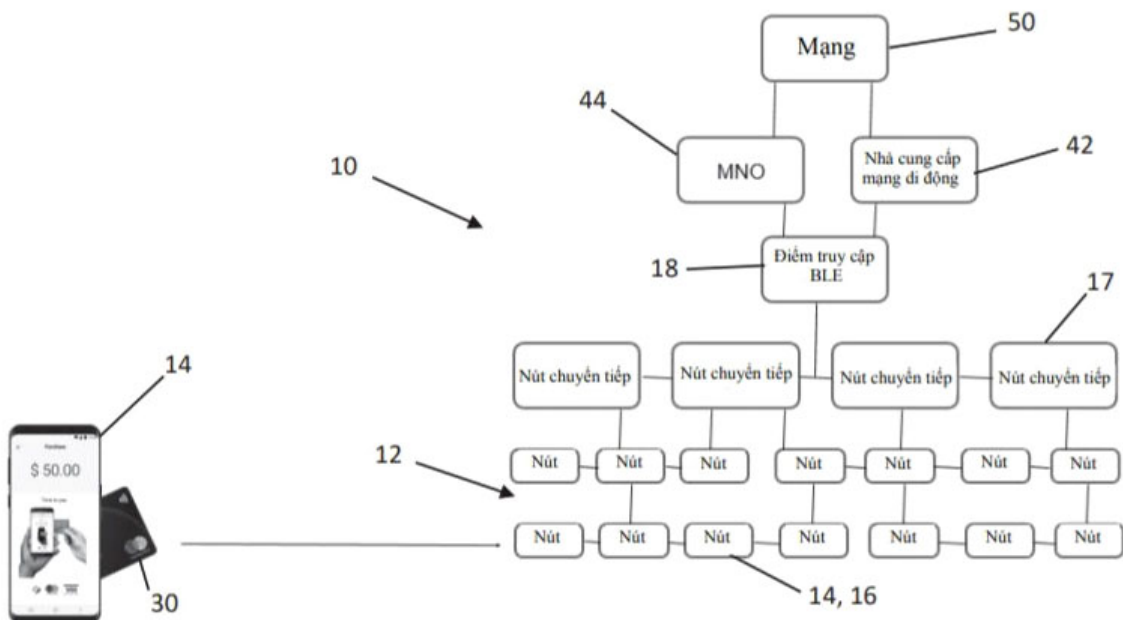 50
Mạng
44
42
MNO
Nhà cung cấp
mạng di động
10
Điểm truy cập
BLE
18
17
Nút chuyển tiếp Nút chuyển tiếp Nút chuyển tiếp Nút chuyển tiếp
14
12
Nút Nút Nút Nút Nút Nút Nút
$ 50.00
Nút Nút Nút Nút Nút Nút Nút
14, 16
30